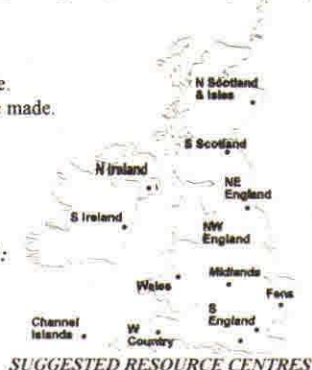 N Scotland
& Isles
e.
made.
S Scotland
N Ireland
NE
England
S Ireland
NW
England
Midlands
Wales
Fens
S
England
Channel
Islands
W
Country
SUGGESTED RESOURCE CENTRES